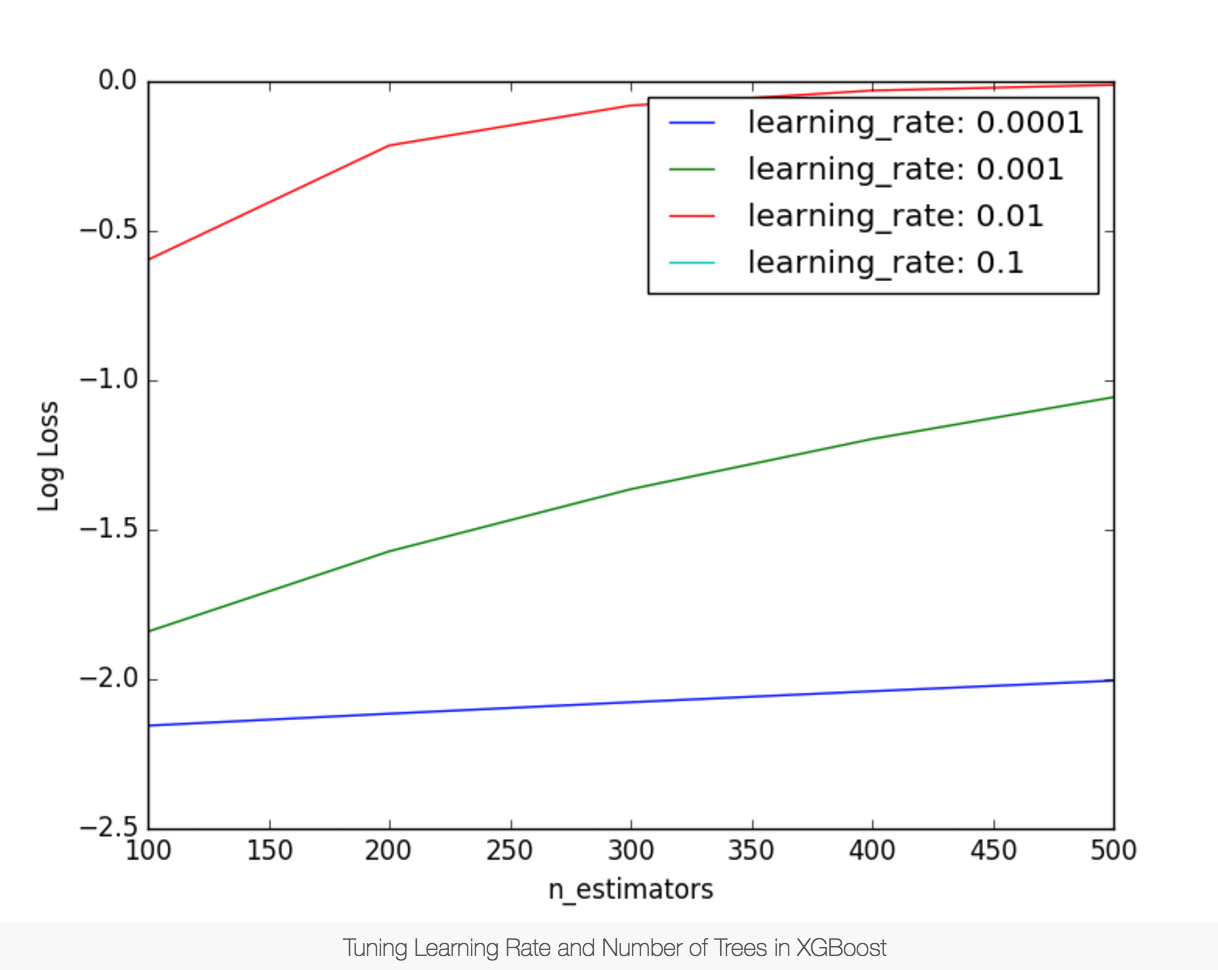 0.0
−0.5
−1.0
−1.5
−2.0
−2.5
Log Loss
learning_rate: 0.0001
learning_rate: 0.001
learning_rate: 0.01
learning_rate: 0.1
100 150 200 250 300 350 400 450 500
n_estimators
Tuning Learning Rate and Number of Trees in XGBoost